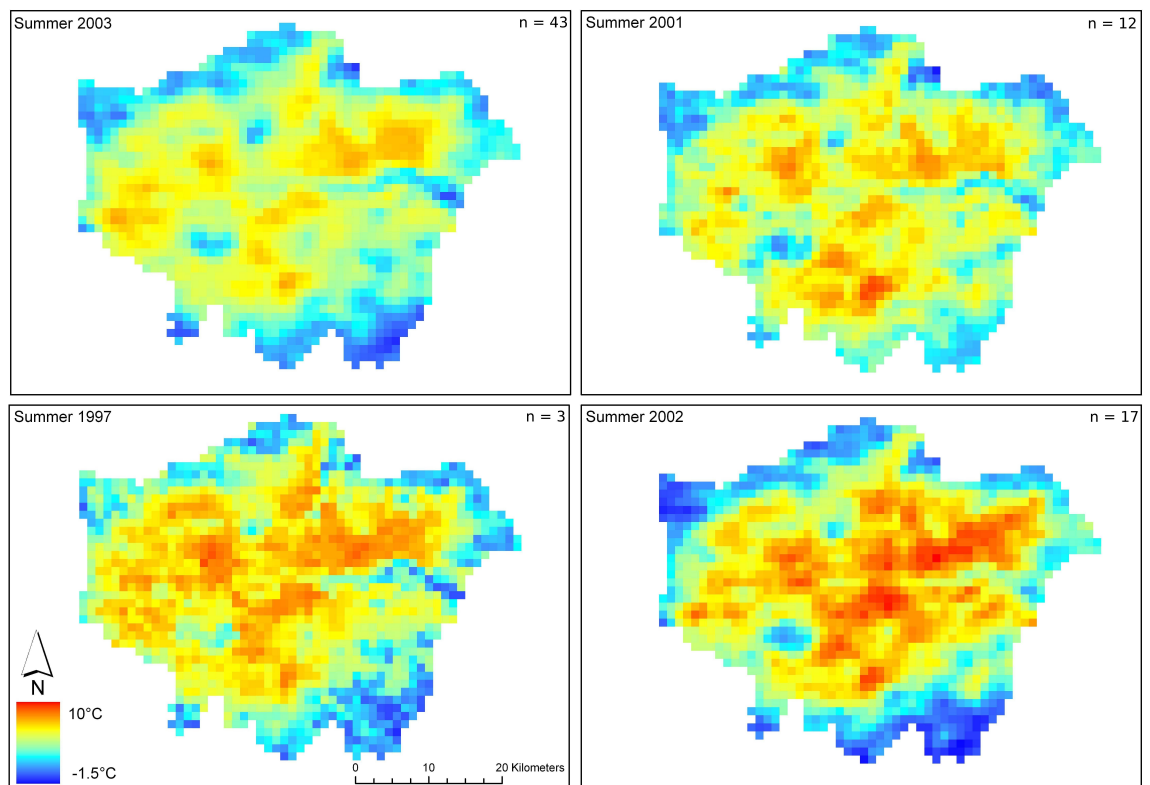 Summer 2003
n = 43
Summer 2001
n = 12
Summer 1997
n = 3
Summer 2002
n = 17
N
10°C
-1.5°C
0 10 20 Kilometers